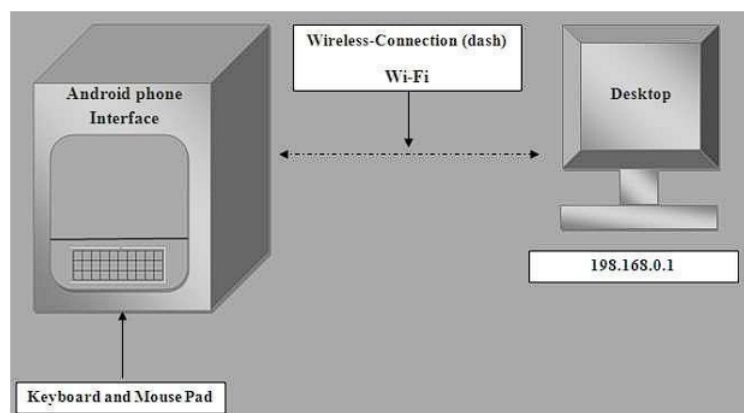 Wireless-Connection (dash)
Wi-Fi
Android phone
Interface
Desktop
198.168.0.1
Keyboard and Mouse Pad